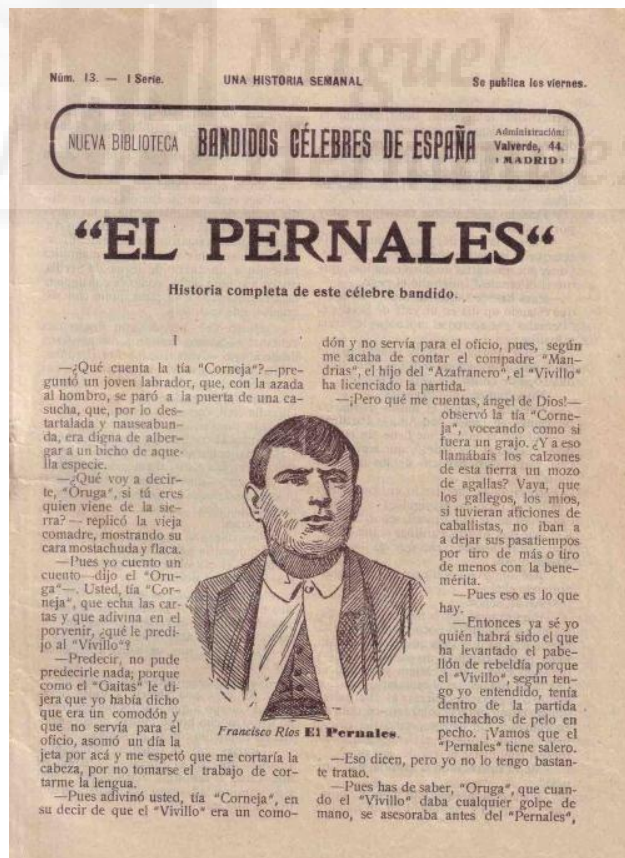 Núm. 13. — I Serie.
UNA HISTORIA SEMANAL
Se publica los viernes.
NUEVA BIBLIOTECA
BANDIDOS CÉLEBRES DE ESPAÑA
Administración:
Valverde, 44.
MADRID
“EL PERNALES“
Historia completa de este célebre bandido.
I
—¿Qué cuenta la tía "Corneja"?—pre-
guntó un joven labrador, que, con la azada
al hombro, se paró a la puerta de una ca-
sucha, que, por lo des-
tartalada y nauseabun-
da, era digna de alber-
gar a un bicho de aque-
lla especie.
—¿Qué voy a decir-
te, "Oruga", si tú eres
quien viene de la sie-
rra? — replicó la vieja
comadre, mostrando su
cara mostachuda y flaca.
—Pues yo cuento un
cuento—dijo el "Oru-
ga"—. Usted, tía "Cor-
neja", que echa las car-
tas y que adivina en el
porvenir, ¿qué le predi-
jo al "Vivillo"?
—Predecir, no pude
predecirle nada; porque
como el "Gaitas" le di-
jera que yo había dicho
que era un comodón y
que no servía para el
oficio, asomó un día la
jeta por acá y me espetó que me cortaría la
cabeza, por no tomarse el trabajo de cor-
tarme la lengua.
—Pues adivinó usted, tía "Corneja", en
su decir de que el "Vivillo" era un como-
Francisco Ríos El Pernales.
dón y no servía para el oficio, pues, según
me acaba de contar el compadre "Man-
drias", el hijo del "Azafranero", el "Vivillo"
ha licenciado la partida.
—¡Pero qué me cuentas, ángel de Dios!—
observó la tía "Corne-
ja", voceando como si
fuera un grajo. ¿Y a eso
llamábais los calzones
de esta tierra un mozo
de agallas? Vaya, que
los gallegos, los míos,
si tuvieran aficiones de
caballistas, no iban a
a dejar sus pasatiempos
por tiro de más o tiro
de menos con la bene-
mérita.
—Pues eso es lo que
hay.
—Entonces ya sé yo
quién habrá sido el que
ha levantado el pabe-
llón de rebeldía porque
el "Vivillo", según ten-
go yo entendido, tenía
dentro de la partida
muchachos de pelo en
pecho. ¡Vamos que el
"Pernales" tiene salero.
—Eso dicen, pero yo no lo tengo bastan-
te tratao.
—Pues has de saber, "Oruga", que cuan-
do el "Vivillo" daba cualquier golpe de
mano, se asesoraba antes del "Pernales",